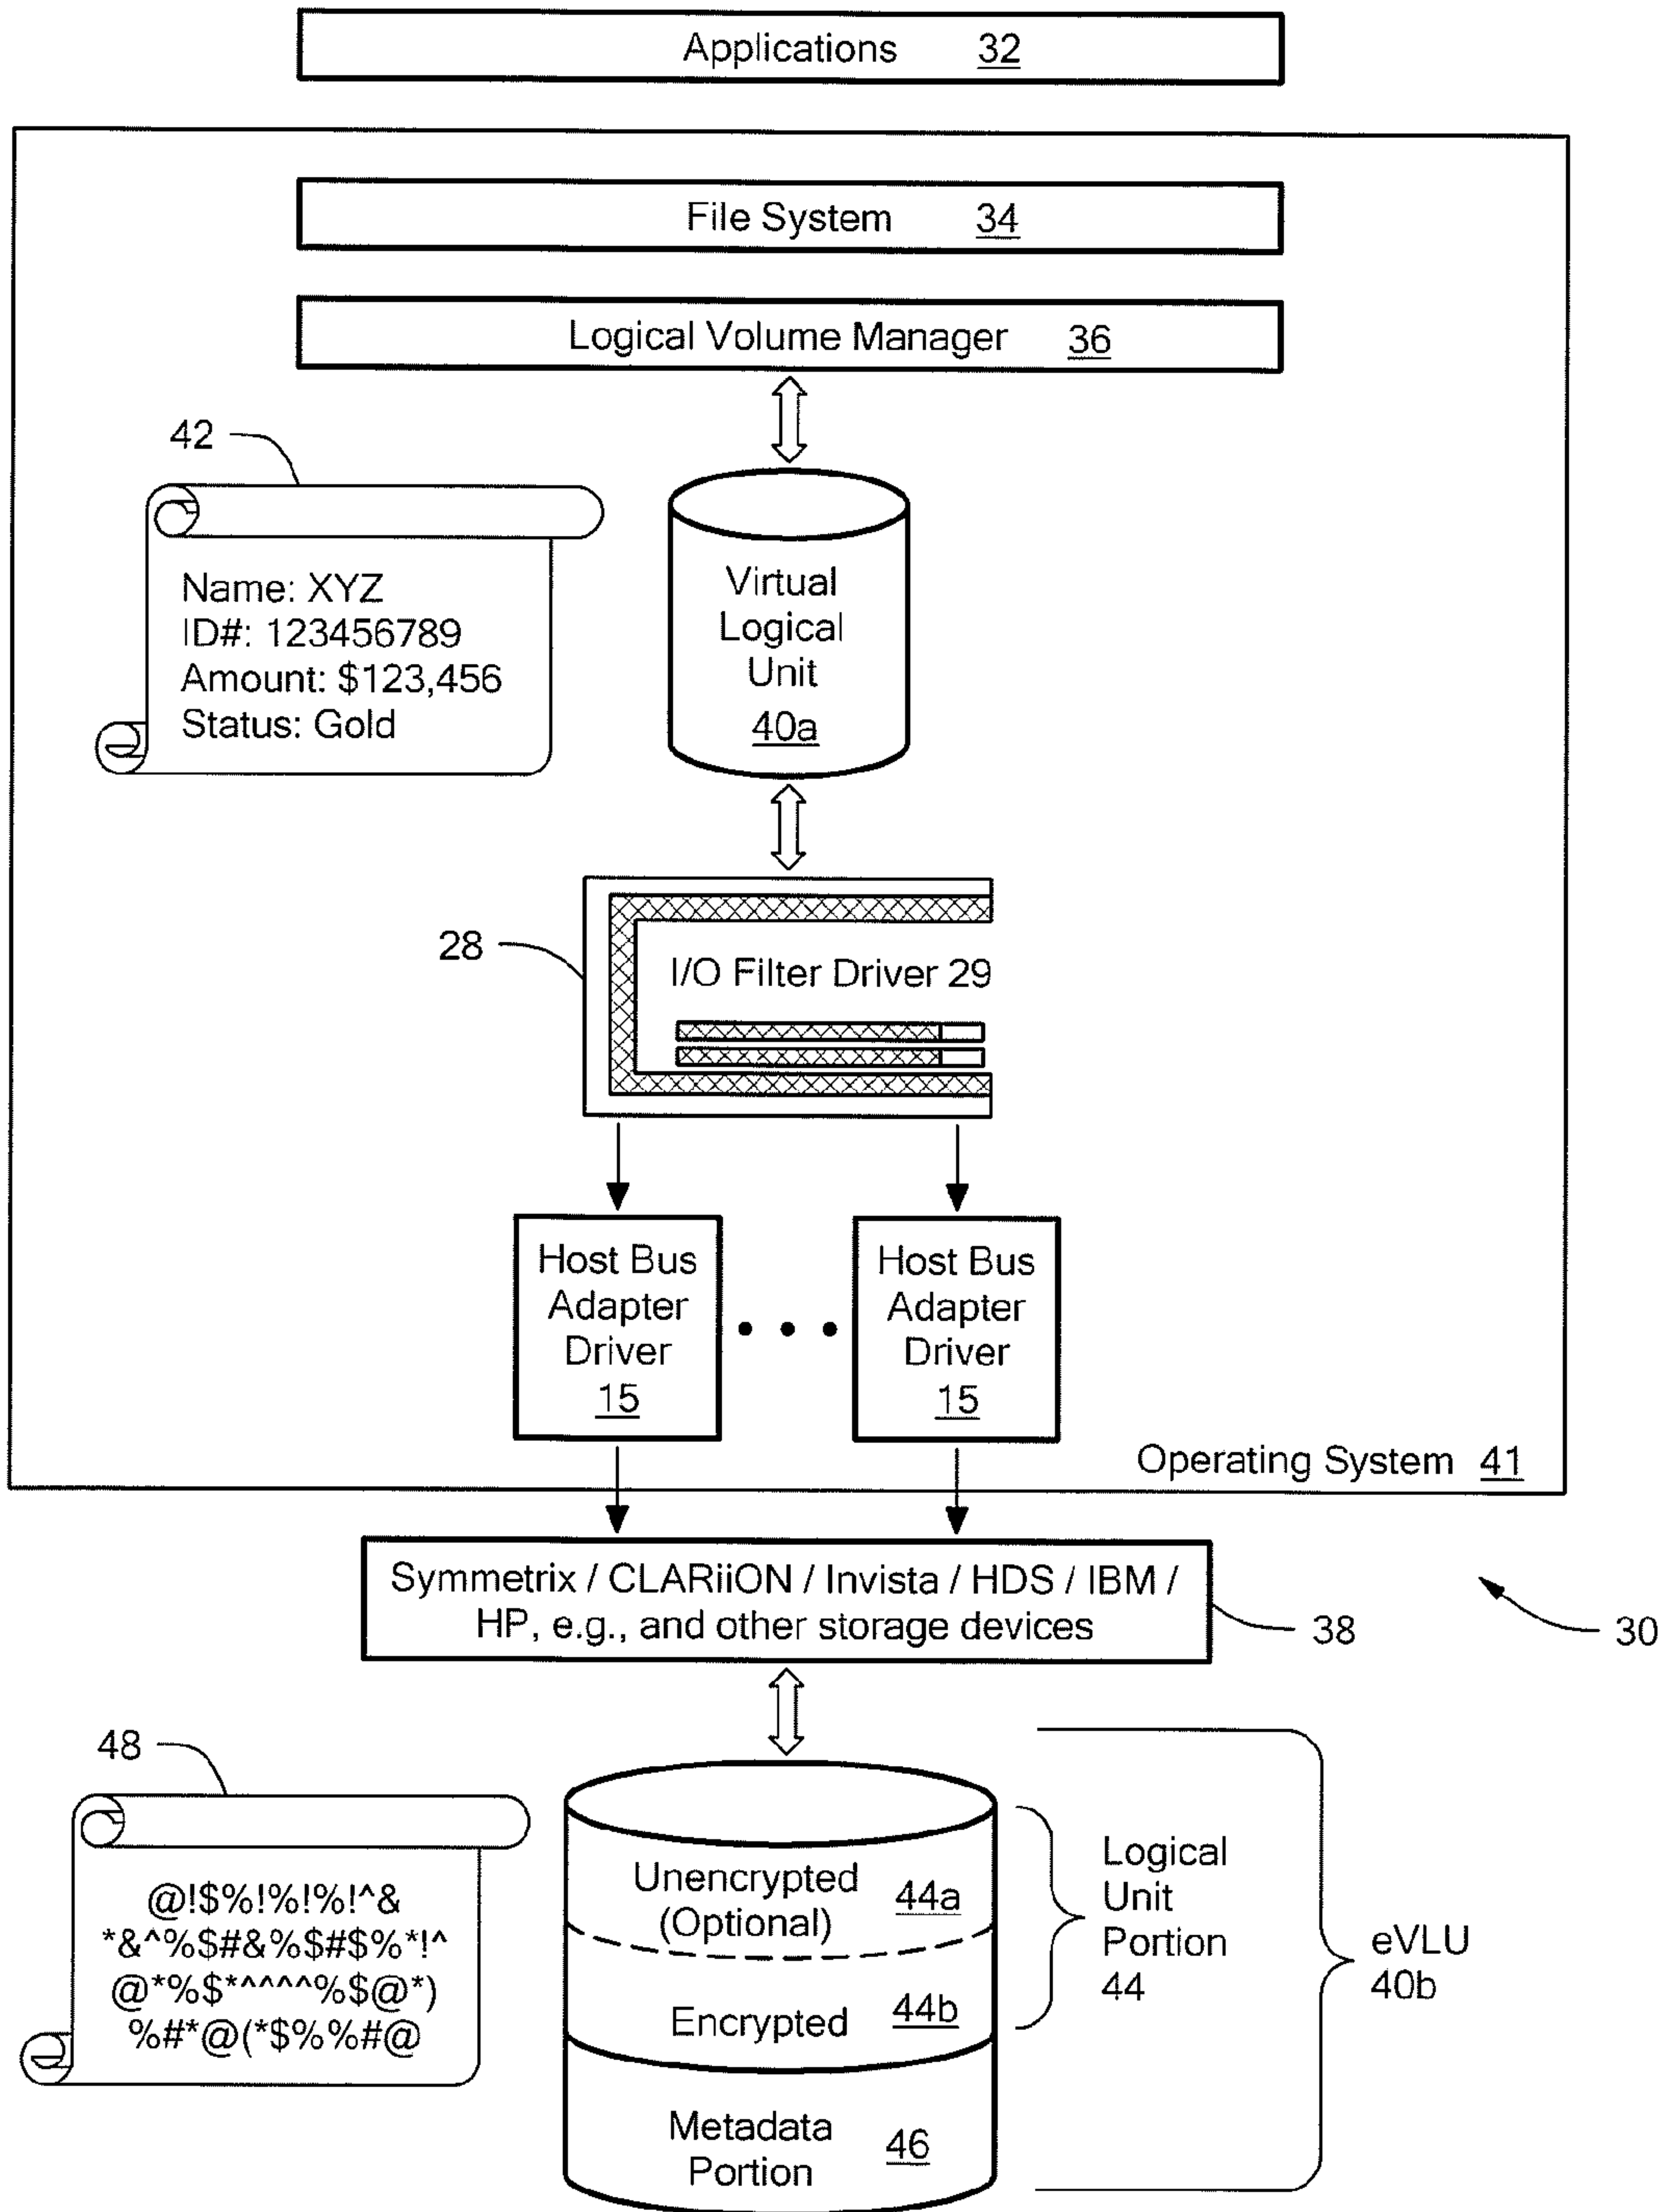 Applications 32
File System 34
Logical Volume Manager 36
42
Name: XYZ
ID#: 123456789
Amount: $123,456
Status: Gold
Virtual
Logical
Unit
40a
28
I/O Filter Driver 29
Host Bus
Adapter
Driver
15
Host Bus
Adapter
Driver
15
Operating System 41
Symmetrix / CLARiiON / Invista / HDS / IBM /
HP, e.g., and other storage devices
38
30
48
@!$%!%!%!^&
*&^%$#&%$#$%*!^
@*%$*^^^^%$@*)
%#*@(*$%%#@
Unencrypted
(Optional)
44a
Encrypted 44b
Metadata
Portion
46
Logical
Unit
Portion
44
eVLU
40b